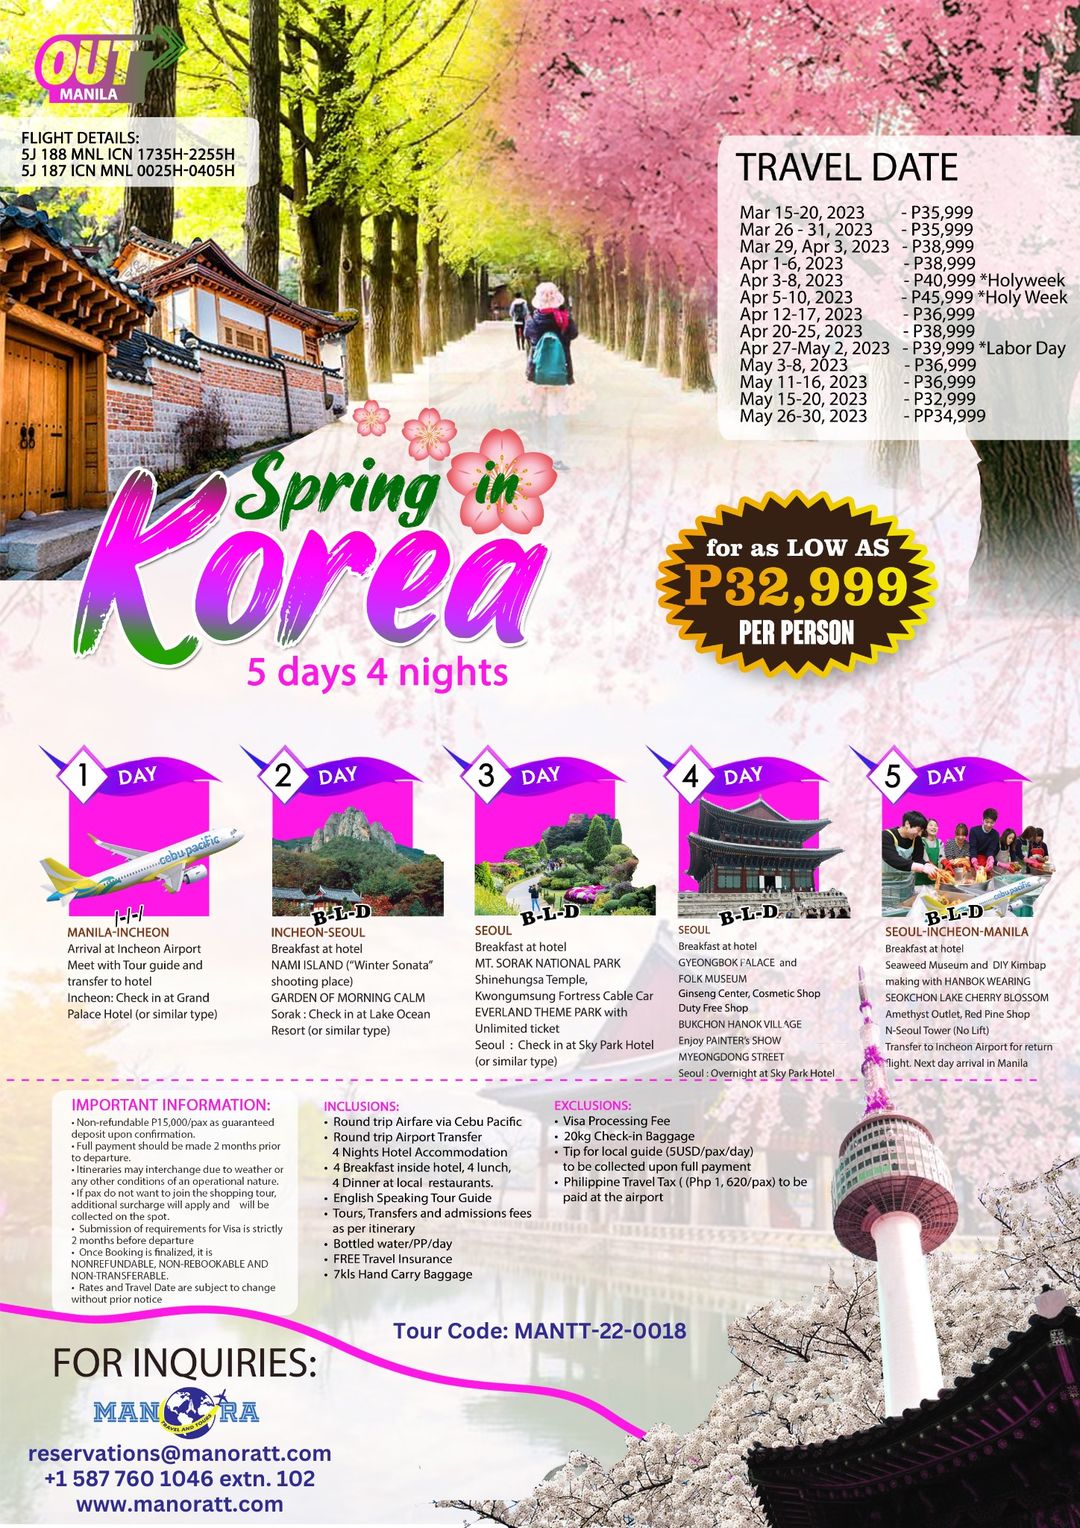 OUT
MANILA
FLIGHT DETAILS:
5J 188 MNL ICN 1735H-2255H
5J 187 ICN MNL 0025H-0405H
TRAVEL DATE
Mar 15-20, 2023 - P35,999
Mar 26 - 31, 2023 - P35,999
Mar 29, Apr 3, 2023 - P38,999
Apr 1-6, 2023 - P38,999
Apr 3-8, 2023 - P40,999 *Holyweek
Apr 5-10, 2023 - P45,999 *Holy Week
Apr 12-17, 2023 - P36,999
Apr 20-25, 2023 - P38,999
Apr 27-May 2, 2023 - P39,999 *Labor Day
May 3-8, 2023 - P36,999
May 11-16, 2023 - P36,999
May 15-20, 2023 - P32,999
May 26-30, 2023 - PP34,999
Spring in
Korea
5 days 4 nights
for as LOW AS
P32,999
PER PERSON
1 DAY
cebu pacific
/-/-/
MANILA-INCHEON
Arrival at Incheon Airport
Meet with Tour guide and
transfer to hotel
Incheon: Check in at Grand
Palace Hotel (or similar type)
2 DAY
B-L-D
INCHEON-SEOUL
Breakfast at hotel
NAMI ISLAND ("Winter Sonata"
shooting place)
GARDEN OF MORNING CALM
Sorak : Check in at Lake Ocean
Resort (or similar type)
3 DAY
B-L-D
SEOUL
Breakfast at hotel
MT. SORAK NATIONAL PARK
Shinehungsa Temple,
Kwongumsung Fortress Cable Car
EVERLAND THEME PARK with
Unlimited ticket
Seoul : Check in at Sky Park Hotel
(or similar type)
4 DAY
B-L-D
SEOUL
Breakfast at hotel
GYEONGBOK PALACE and
FOLK MUSEUM
Ginseng Center, Cosmetic Shop
Duty Free Shop
BUKCHON HANOK VILLAGE
Enjoy PAINTER's SHOW
MYEONGDONG STREET
Seoul : Overnight at Sky Park Hotel
5 DAY
cebu pacific
B-L-D
SEOUL-INCHEON-MANILA
Breakfast at hotel
Seaweed Museum and DIY Kimbap
making with HANBOK WEARING
SEOKCHON LAKE CHERRY BLOSSOM
Amethyst Outlet, Red Pine Shop
N-Seoul Tower (No Lift)
Transfer to Incheon Airport for return
flight. Next day arrival in Manila
IMPORTANT INFORMATION:
• Non-refundable P15,000/pax as guaranteed
deposit upon confirmation.
• Full payment should be made 2 months prior
to departure.
• Itineraries may interchange due to weather or
any other conditions of an operational nature.
• If pax do not want to join the shopping tour,
additional surcharge will apply and will be
collected on the spot.
• Submission of requirements for Visa is strictly
2 months before departure
• Once Booking is finalized, it is
NONREFUNDABLE, NON-REBOOKABLE AND
NON-TRANSFERABLE.
• Rates and Travel Date are subject to change
without prior notice
INCLUSIONS:
• Round trip Airfare via Cebu Pacific
• Round trip Airport Transfer
4 Nights Hotel Accommodation
• 4 Breakfast inside hotel, 4 lunch,
4 Dinner at local restaurants.
• English Speaking Tour Guide
• Tours, Transfers and admissions fees
as per itinerary
• Bottled water/PP/day
• FREE Travel Insurance
• 7kls Hand Carry Baggage
EXCLUSIONS:
• Visa Processing Fee
• 20kg Check-in Baggage
• Tip for local guide (5USD/pax/day)
to be collected upon full payment
• Philippine Travel Tax ( (Php 1, 620/pax) to be
paid at the airport
Tour Code: MANTT-22-0018
FOR INQUIRIES:
MANORA
TRAVEL AND TOURS
reservations@manoratt.com
+1 587 760 1046 extn. 102
www.manoratt.com